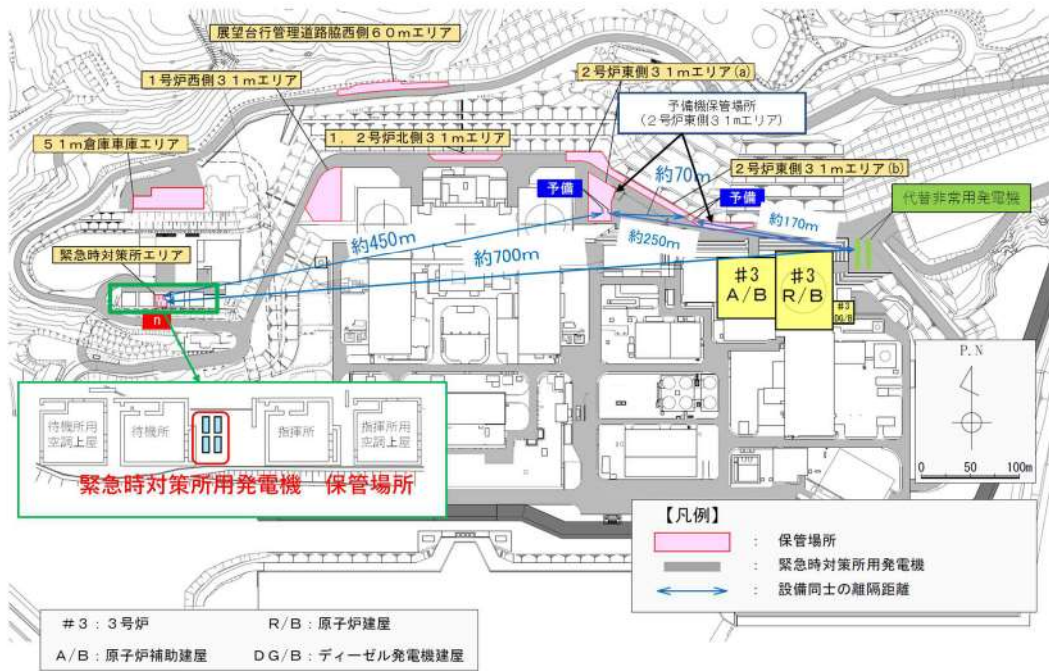 展望台行管理道路脇西側６０ｍエリア
１号炉西側３１ｍエリア
２号炉東側３１ｍエリア(a)
予備機保管場所
（２号炉東側３１ｍエリア）
５１ｍ倉庫車庫エリア
１，２号炉北側３１ｍエリア
２号炉東側３１ｍエリア(b)
約70m
予備
予備
代替非常用発電機
約170m
約450m
約250m
約700m
緊急時対策所エリア
n
＃３
Ａ/Ｂ
＃３
Ｒ/Ｂ
＃３
DG/B
P.N
0 50 100m
待機所用
空調上屋
待機所
指揮所
指揮所用
空調上屋
緊急時対策所用発電機　保管場所
【凡例】
： 保管場所
： 緊急時対策所用発電機
： 設備同士の離隔距離
＃３：３号炉
Ｒ/Ｂ：原子炉建屋
Ａ/Ｂ：原子炉補助建屋
ＤＧ/Ｂ：ディーゼル発電機建屋